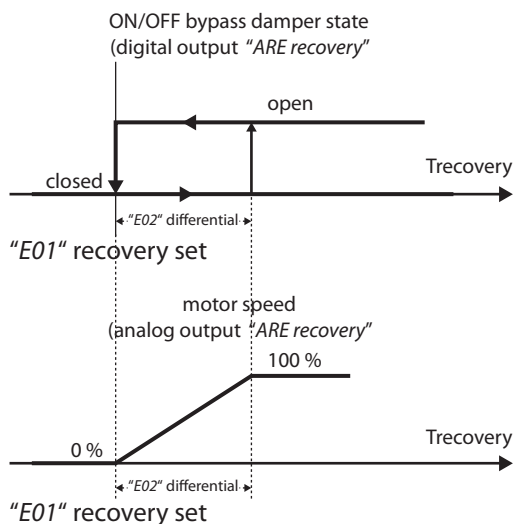 ON/OFF bypass damper state
(digital output “ARE recovery“
open
closed
Trecovery
“E02“ differential
“E01“ recovery set
motor speed
(analog output “ARE recovery“
100 %
0 %
Trecovery
“E02“ differential
“E01“ recovery set